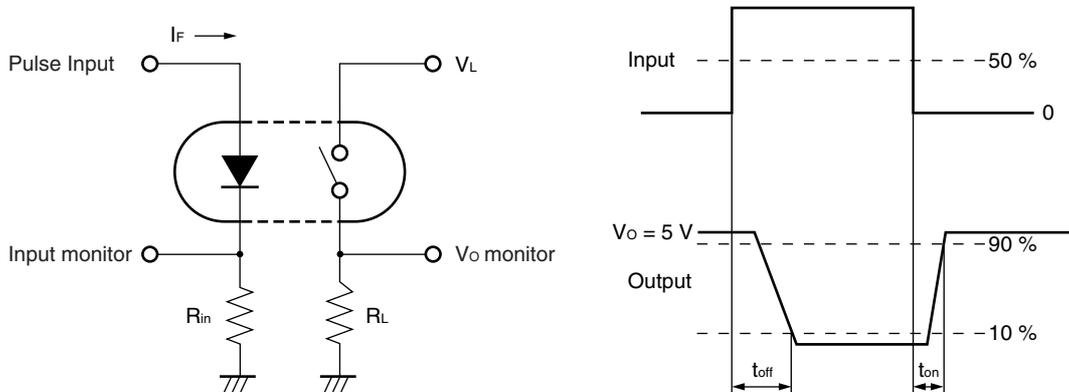 IF
Pulse Input
VL
Input monitor
VO monitor
Rin
RL
Input
50 %
0
VO = 5 V
90 %
Output
10 %
toff
ton